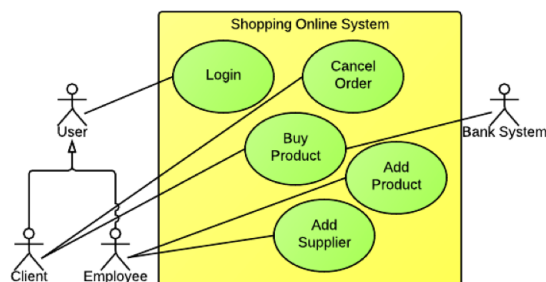 Shopping Online System
Login
Cancel
Order
User
Buy
Product
Bank System
Add
Product
Add
Supplier
Client
Employee